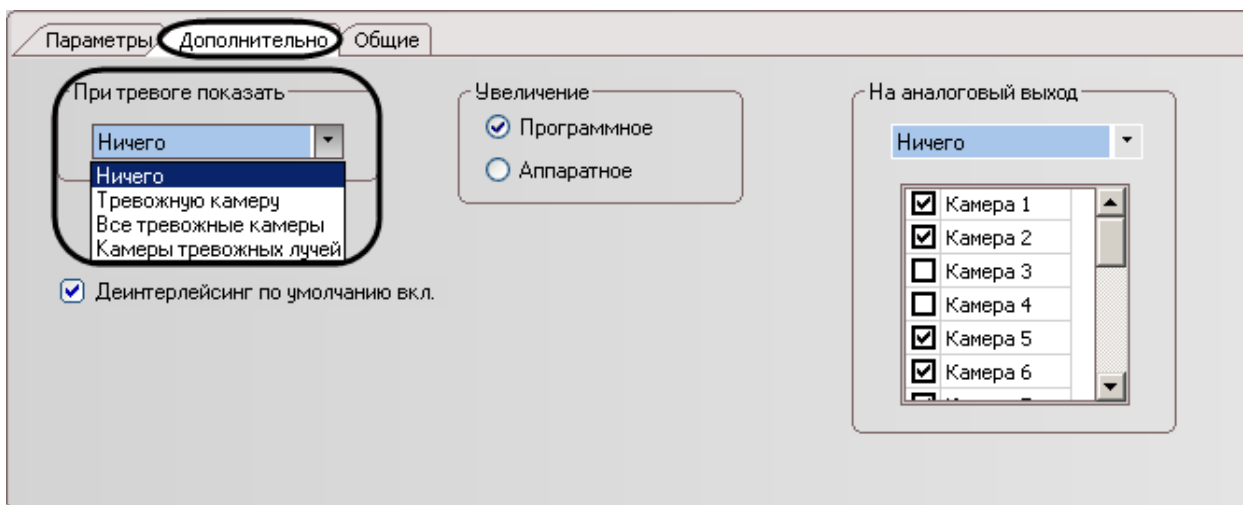 Параметры Дополнительно Общие
При тревоге показать
Ничего
Ничего
Тревожную камеру
Все тревожные камеры
Камеры тревожных лучей
Деинтерлейсинг по умолчанию вкл.
Увеличение
Программное
Аппаратное
На аналоговый выход
Ничего
Камера 1
Камера 2
Камера 3
Камера 4
Камера 5
Камера 6